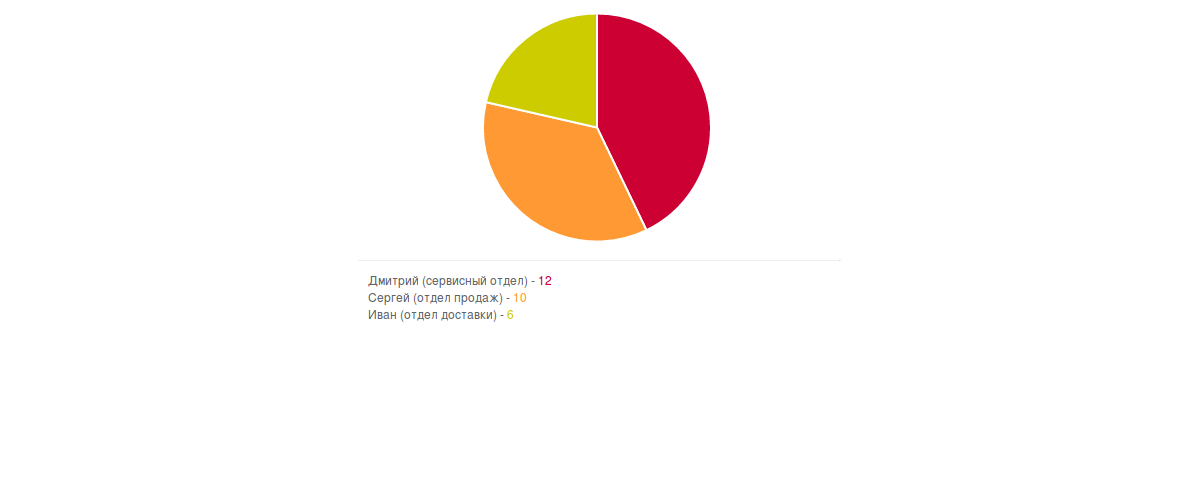 Дмитрий (сервисный отдел) - 12
Сергей (отдел продаж) - 10
Иван (отдел доставки) - 6